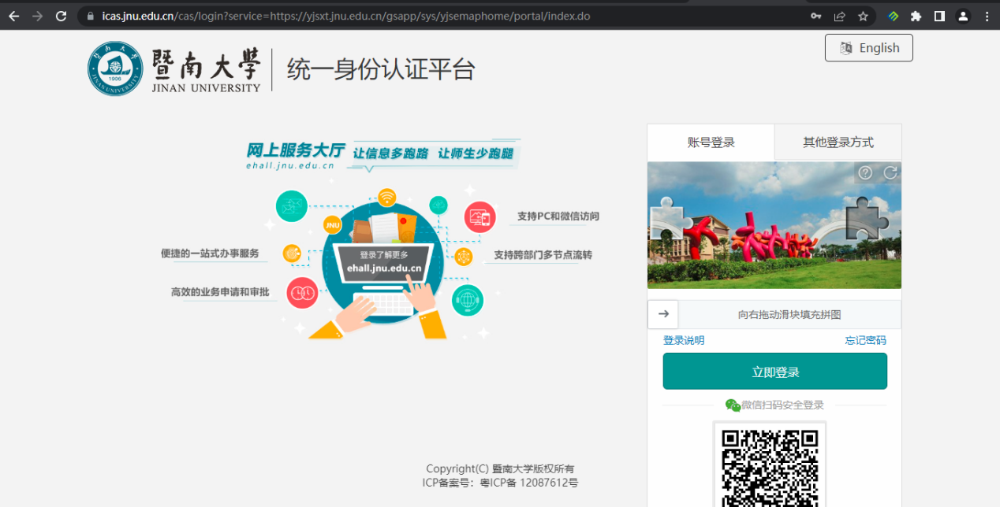 icas.jnu.edu.cn/cas/login?service=https://yjsxt.jnu.edu.cn/gsapp/sys/yjsemaphome/portal/index.do
English
暨南大学
JINAN UNIVERSITY
统一身份认证平台
暨南大学
1906
JINAN UNIVERSITY
网上服务大厅 让信息多跑路 让师生少跑腿
ehall.jnu.edu.cn
JNU
支持PC和微信访问
便捷的一站式办事服务
登录了解更多
ehall.jnu.edu.cn
支持跨部门多节点流转
高效的业务申请和审批
账号登录
其他登录方式
向右拖动滑块填充拼图
登录说明
忘记密码
立即登录
微信扫码安全登录
Copyright(C) 暨南大学版权所有
ICP备案号：粤ICP备 12087612号